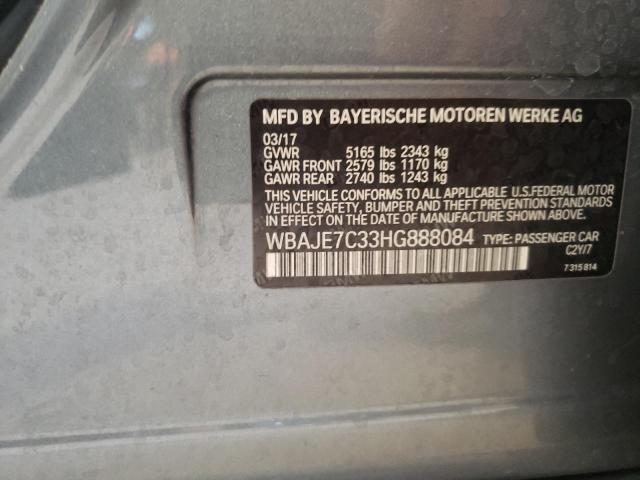 MFD BY BAYERISCHE MOTOREN WERKE AG
03/17
GVWR 5165 lbs 2343 kg
GAWR FRONT 2579 lbs 1170 kg
GAWR REAR 2740 lbs 1243 kg
THIS VEHICLE CONFORMS TO ALL APPLICABLE U.S.FEDERAL MOTOR
VEHICLE SAFETY, BUMPER AND THEFT PREVENTION STANDARDS
IN EFFECT ON THE DATE OF MANUFACTURE SHOWN ABOVE.
WBAJE7C33HG888084 TYPE: PASSENGER CAR
C2Y/7
7 315 814